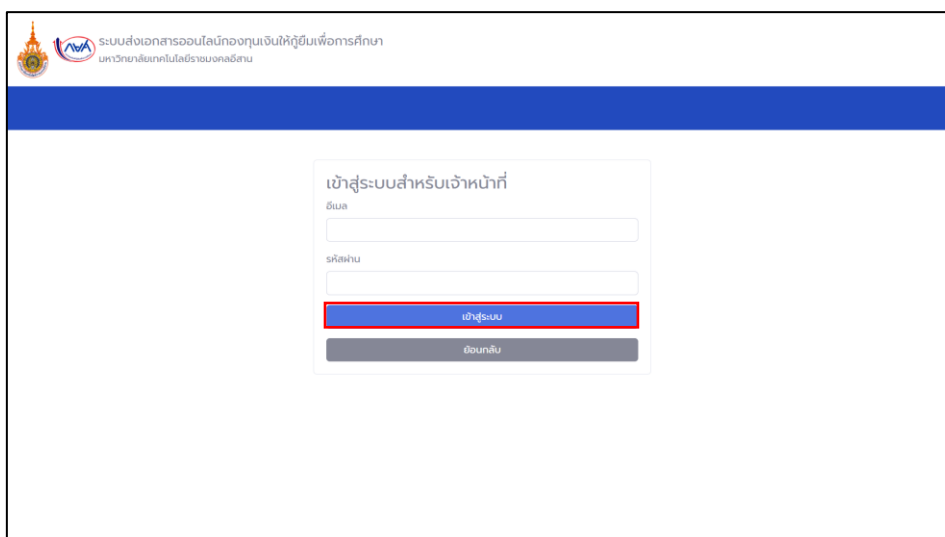 กยศ
ระบบส่งเอกสารออนไลน์กองทุนเงินให้กู้ยืมเพื่อการศึกษา
มหาวิทยาลัยเทคโนโลยีราชมงคลอีสาน
เข้าสู่ระบบสำหรับเจ้าหน้าที่
อีเมล
รหัสผ่าน
เข้าสู่ระบบ
ย้อนกลับ